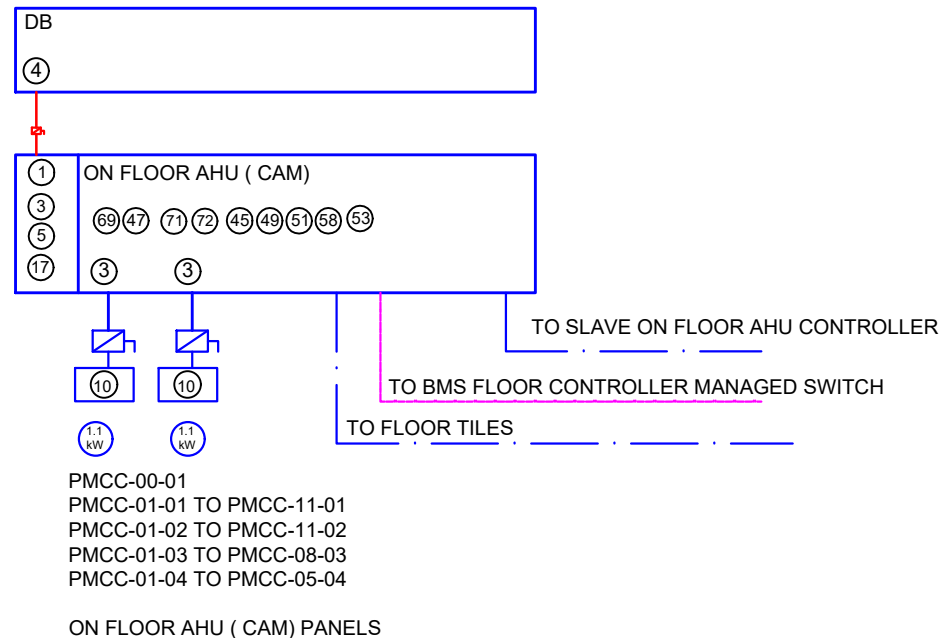 DB
4
1
ON FLOOR AHU ( CAM)
3
69 47 71 72 45 49 51 58 53
5
17
3 3
TO SLAVE ON FLOOR AHU CONTROLLER
10 10
TO BMS FLOOR CONTROLLER MANAGED SWITCH
TO FLOOR TILES
1.1 1.1
kW kW
PMCC-00-01
PMCC-01-01 TO PMCC-11-01
PMCC-01-02 TO PMCC-11-02
PMCC-01-03 TO PMCC-08-03
PMCC-01-04 TO PMCC-05-04
ON FLOOR AHU ( CAM) PANELS